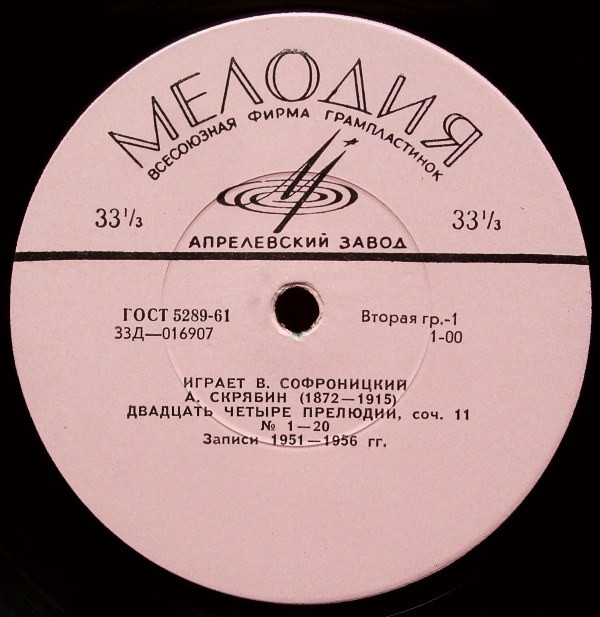 МЕЛОДИЯ
ВСЕСОЮЗНАЯ ФИРМА ГРАМПЛАСТИНОК
33⅓ 33⅓
АПРЕЛЕВСКИЙ ЗАВОД
ГОСТ 5289-61 Вторая гр.-1
33Д—016907 1-00
ИГРАЕТ В. СОФРОНИЦКИЙ
А. СКРЯБИН (1872—1915)
ДВАДЦАТЬ ЧЕТЫРЕ ПРЕЛЮДИИ, соч. 11
№ 1—20
Записи 1951—1956 гг.